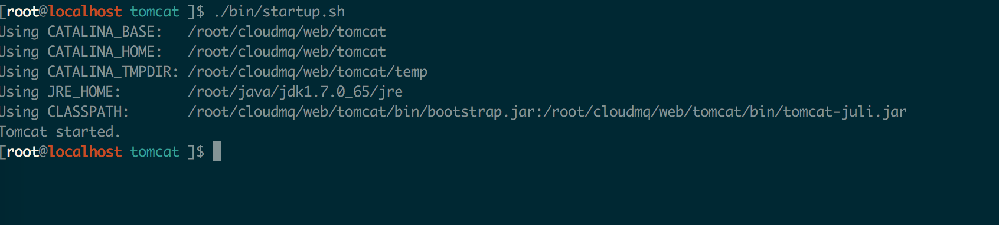 [root@localhost tomcat ]$ ./bin/startup.sh
Using CATALINA_BASE:   /root/cloudmq/web/tomcat
Using CATALINA_HOME:   /root/cloudmq/web/tomcat
Using CATALINA_TMPDIR: /root/cloudmq/web/tomcat/temp
Using JRE_HOME:        /root/java/jdk1.7.0_65/jre
Using CLASSPATH:       /root/cloudmq/web/tomcat/bin/bootstrap.jar:/root/cloudmq/web/tomcat/bin/tomcat-juli.jar
Tomcat started.
[root@localhost tomcat ]$